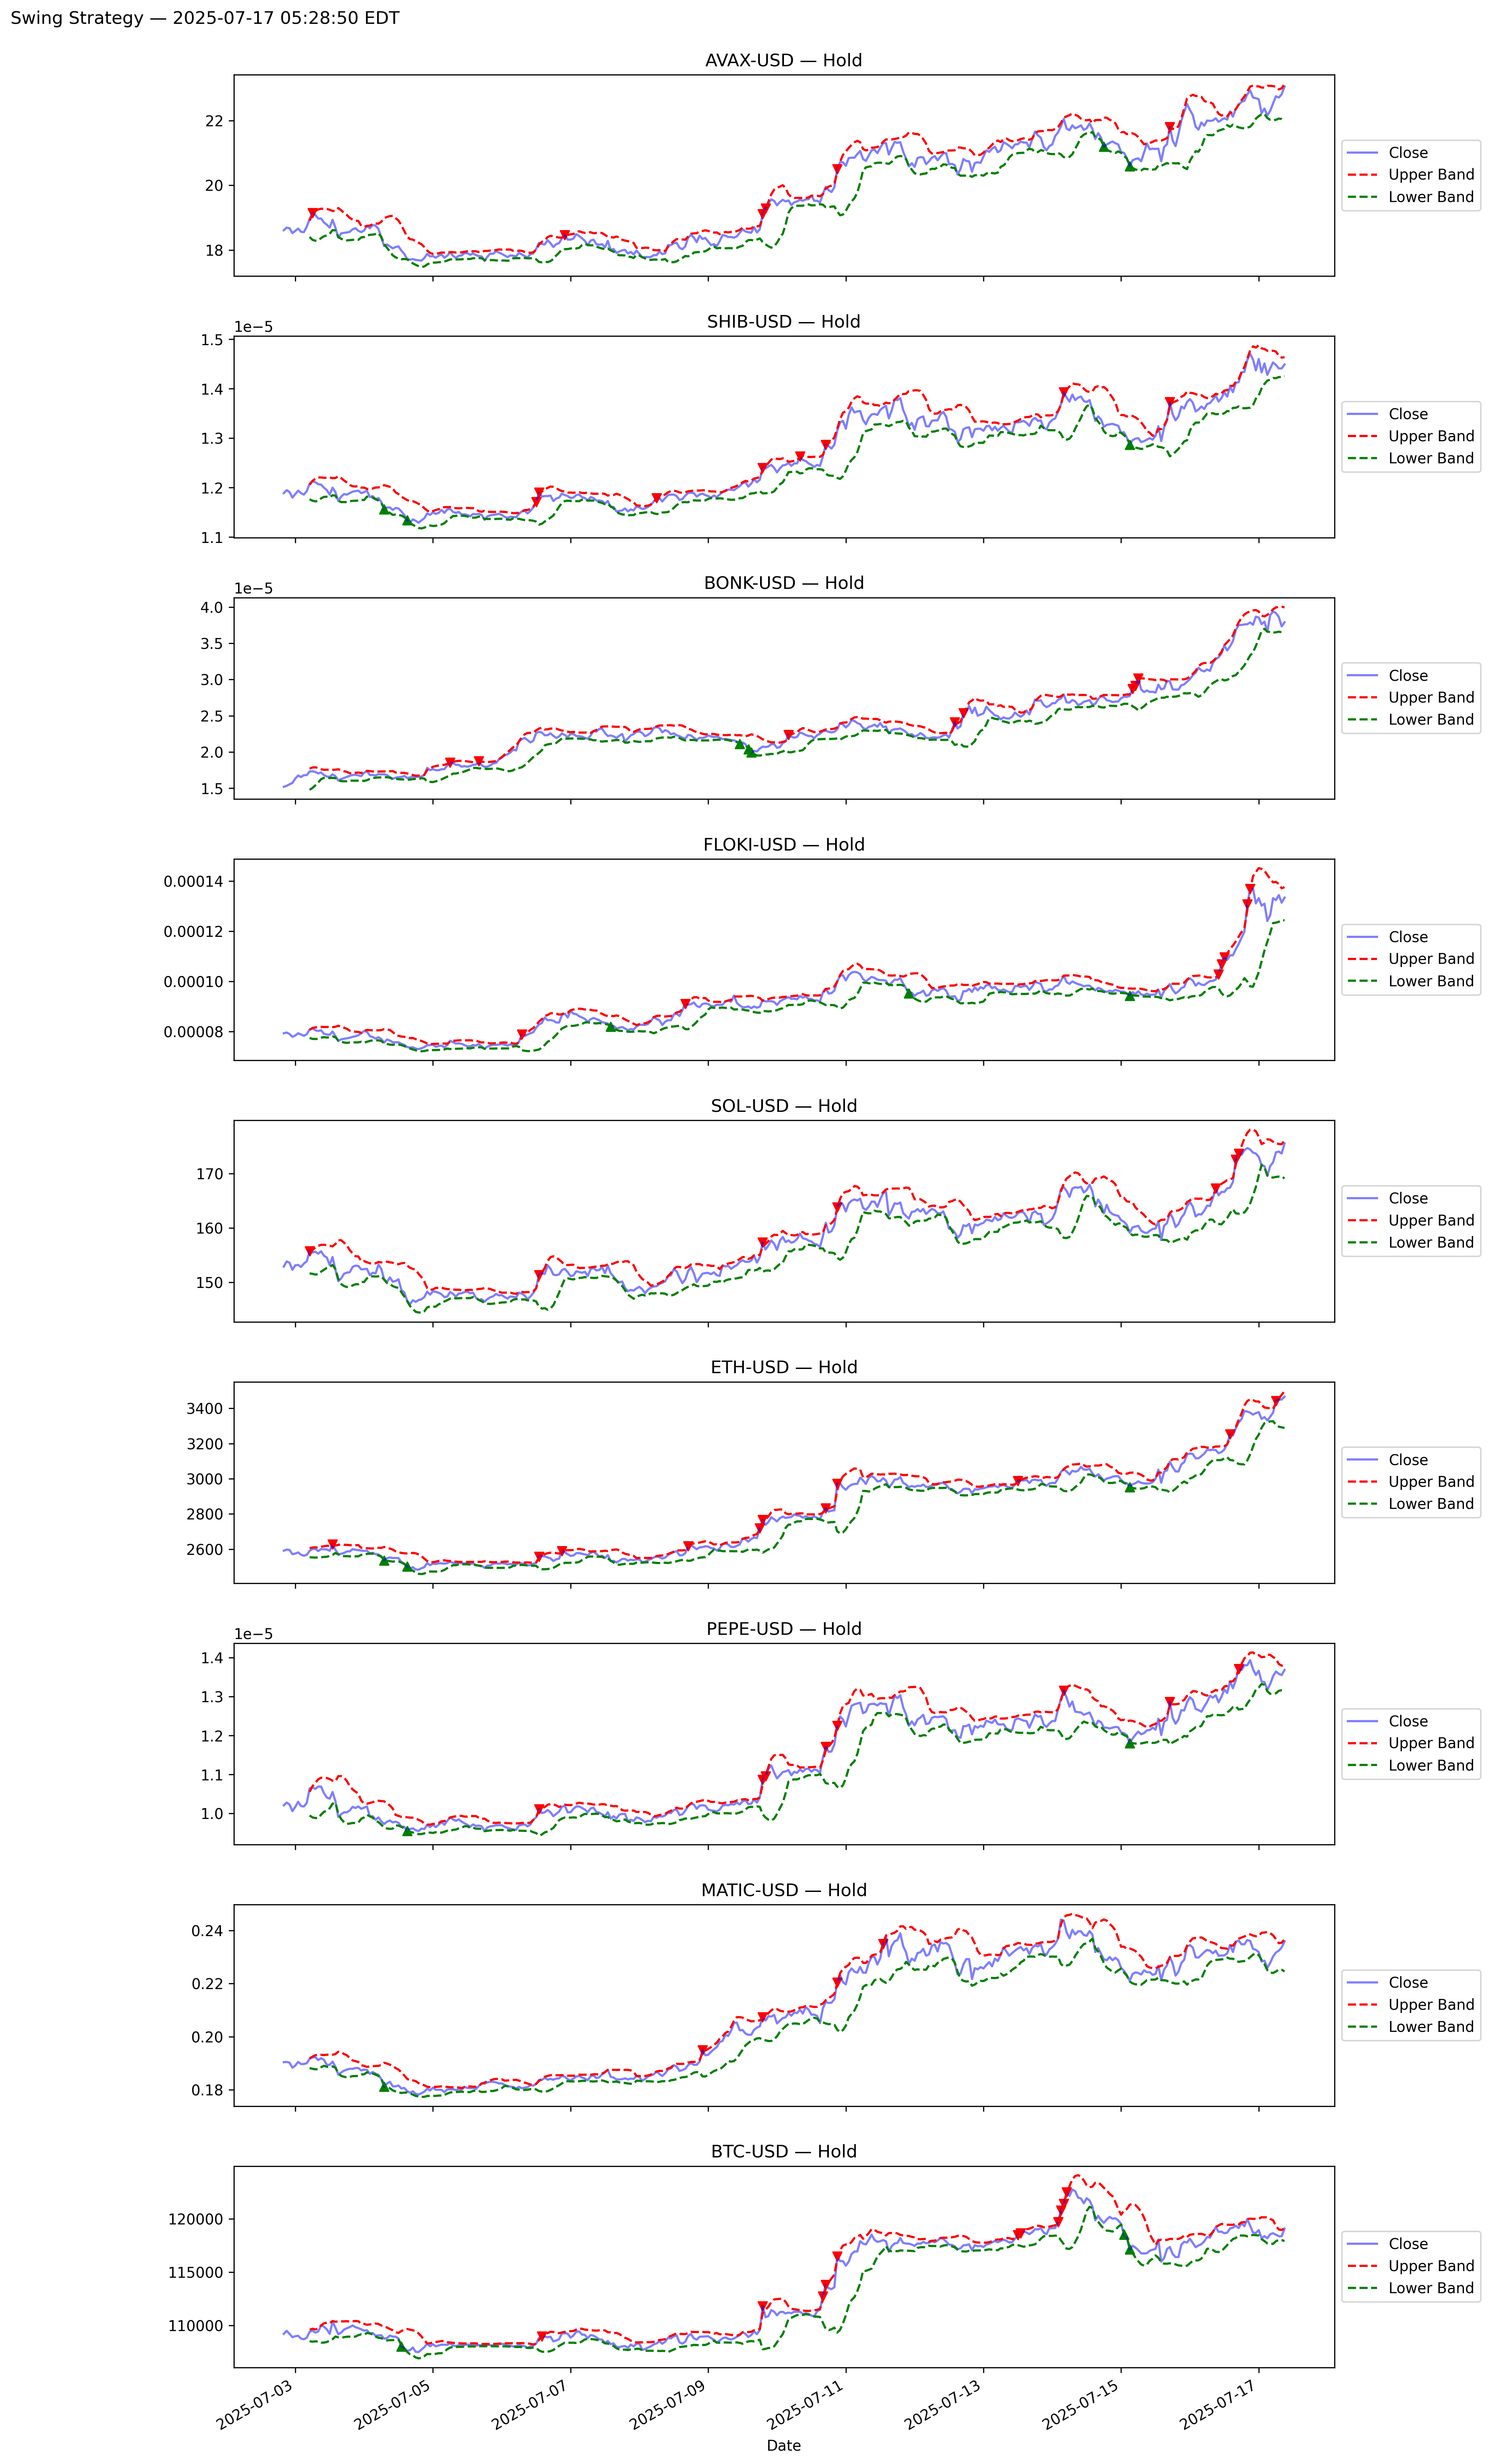 Swing Strategy — 2025-07-17 05:28:50 EDT
AVAX-USD — Hold
22
20
18
Close
Upper Band
Lower Band
SHIB-USD — Hold
1e−5
1.5
1.4
1.3
1.2
1.1
Close
Upper Band
Lower Band
BONK-USD — Hold
1e−5
4.0
3.5
3.0
2.5
2.0
1.5
Close
Upper Band
Lower Band
FLOKI-USD — Hold
0.00014
0.00012
0.00010
0.00008
Close
Upper Band
Lower Band
SOL-USD — Hold
170
160
150
Close
Upper Band
Lower Band
ETH-USD — Hold
3400
3200
3000
2800
2600
Close
Upper Band
Lower Band
PEPE-USD — Hold
1e−5
1.4
1.3
1.2
1.1
1.0
Close
Upper Band
Lower Band
MATIC-USD — Hold
0.24
0.22
0.20
0.18
Close
Upper Band
Lower Band
BTC-USD — Hold
120000
115000
110000
Close
Upper Band
Lower Band
2025-07-03
2025-07-05
2025-07-07
2025-07-09
2025-07-11
2025-07-13
2025-07-15
2025-07-17
Date